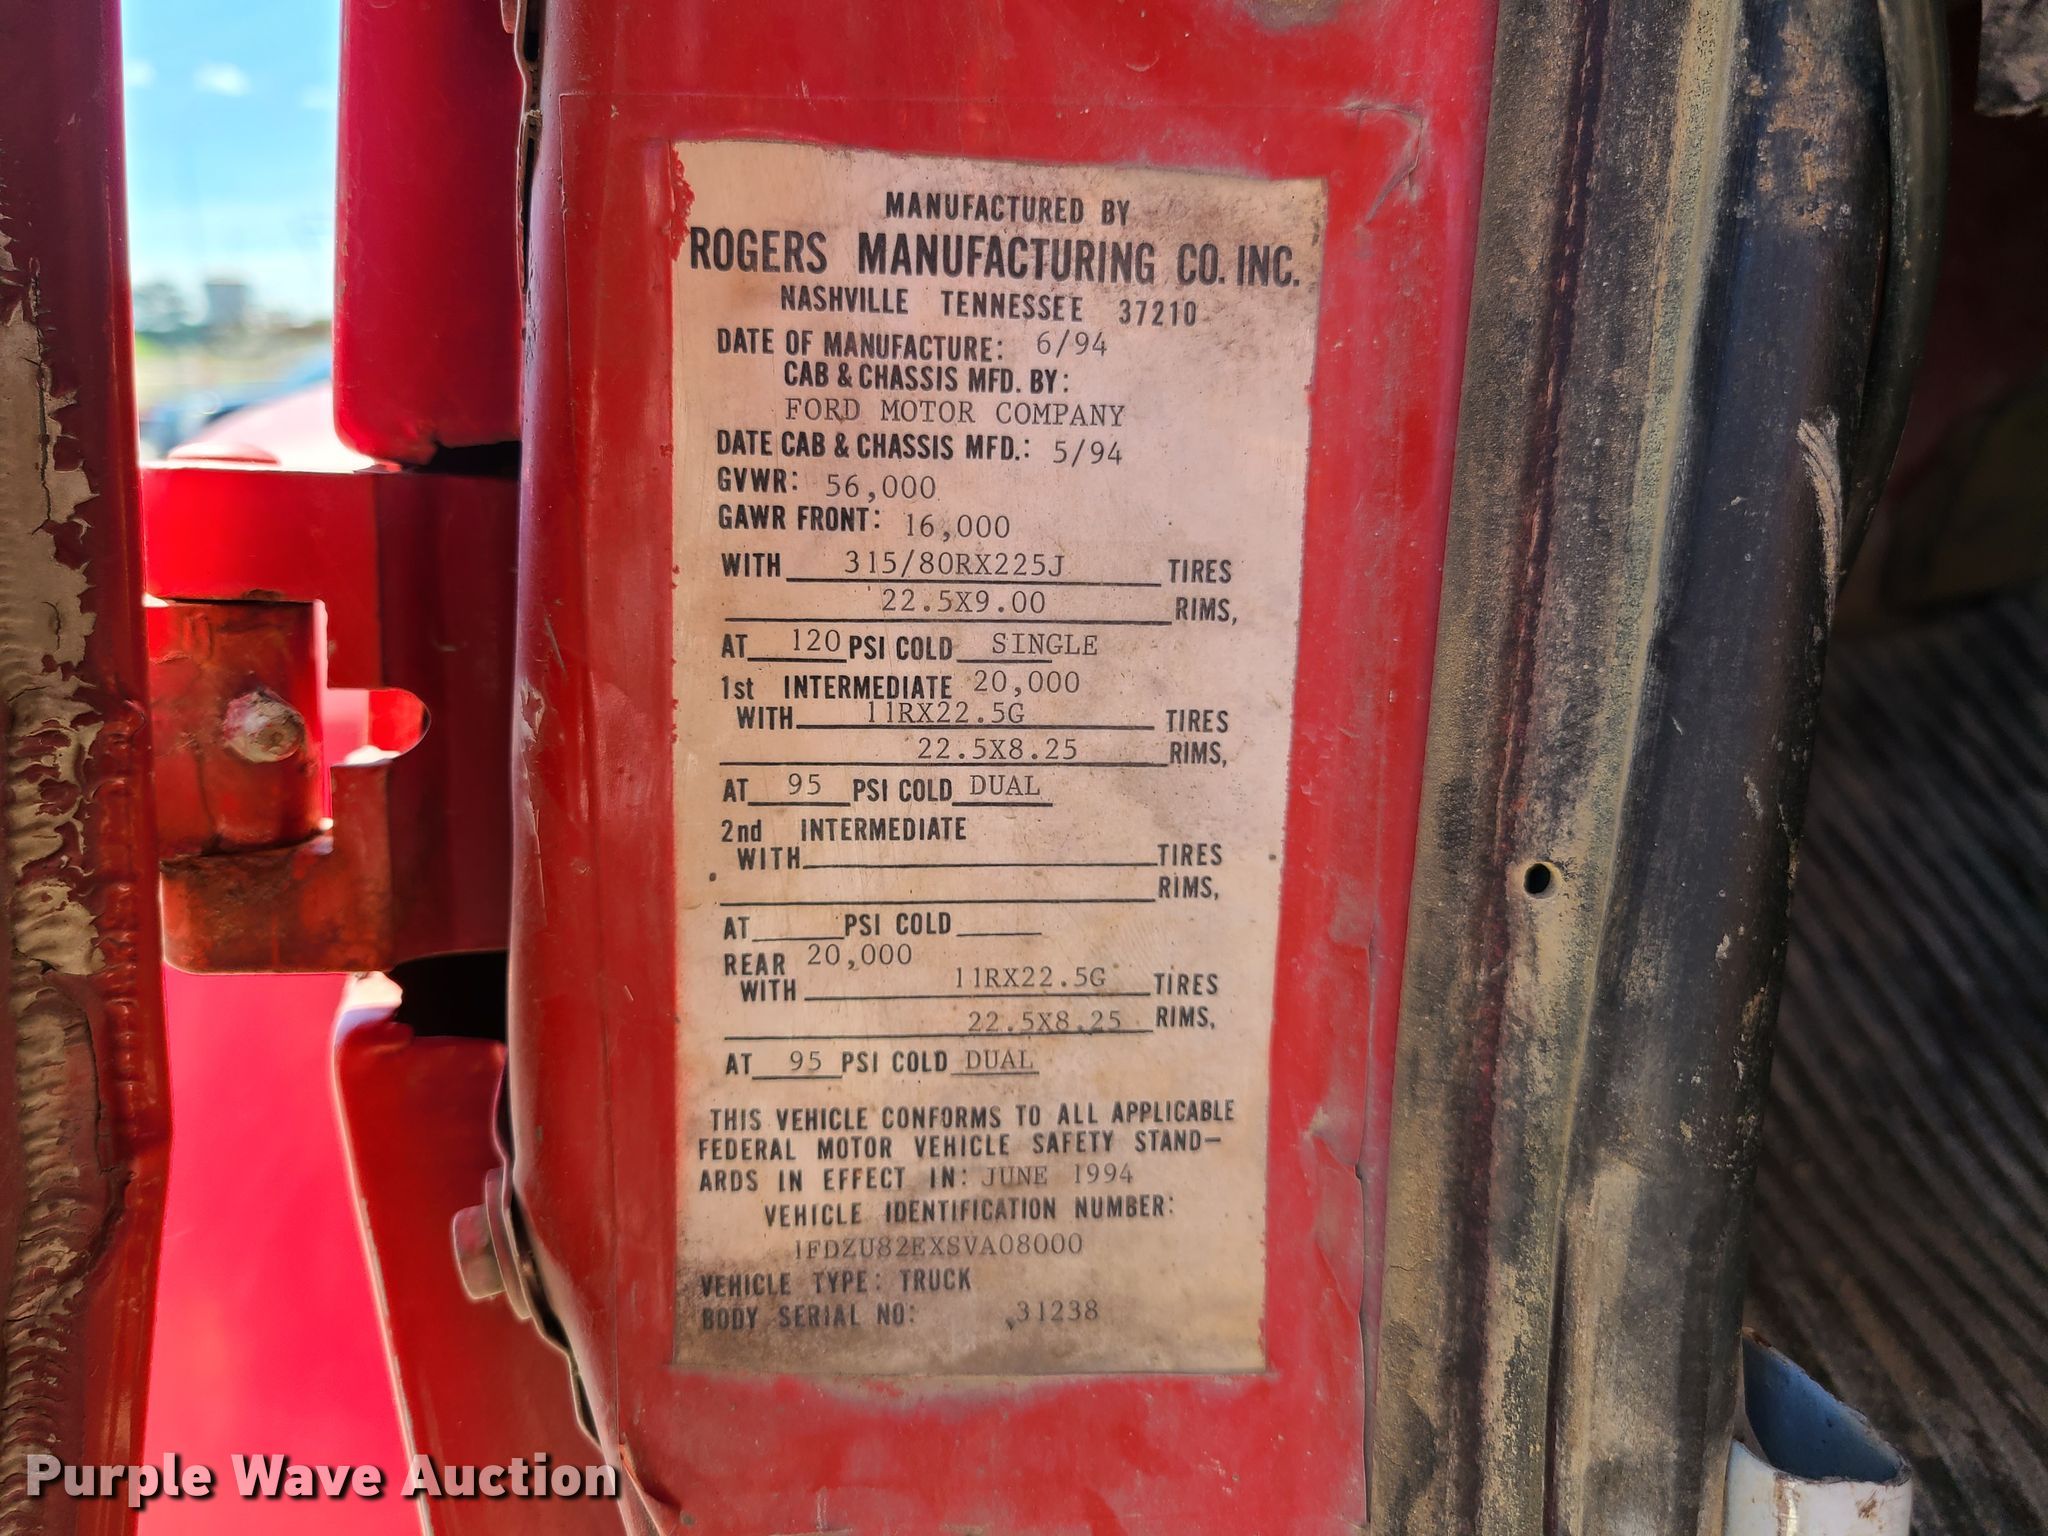 MANUFACTURED BY
ROGERS MANUFACTURING CO. INC.
NASHVILLE TENNESSEE 37210
DATE OF MANUFACTURE: 6/94
CAB & CHASSIS MFD. BY:
FORD MOTOR COMPANY
DATE CAB & CHASSIS MFD.: 5/94
GVWR: 56,000
GAWR FRONT: 16,000
WITH 315/80RX225J TIRES
22.5X9.00 RIMS,
AT 120 PSI COLD SINGLE
1st INTERMEDIATE 20,000
WITH 11RX22.5G TIRES
22.5X8.25 RIMS,
AT 95 PSI COLD DUAL
2nd INTERMEDIATE
WITH TIRES
RIMS,
AT PSI COLD
REAR 20,000
WITH 11RX22.5G TIRES
22.5X8.25 RIMS,
AT 95 PSI COLD DUAL
THIS VEHICLE CONFORMS TO ALL APPLICABLE
FEDERAL MOTOR VEHICLE SAFETY STAND-
ARDS IN EFFECT IN: JUNE 1994
VEHICLE IDENTIFICATION NUMBER:
1FDZU82EXSVA08000
VEHICLE TYPE: TRUCK
BODY SERIAL NO: 31238
Purple Wave Auction